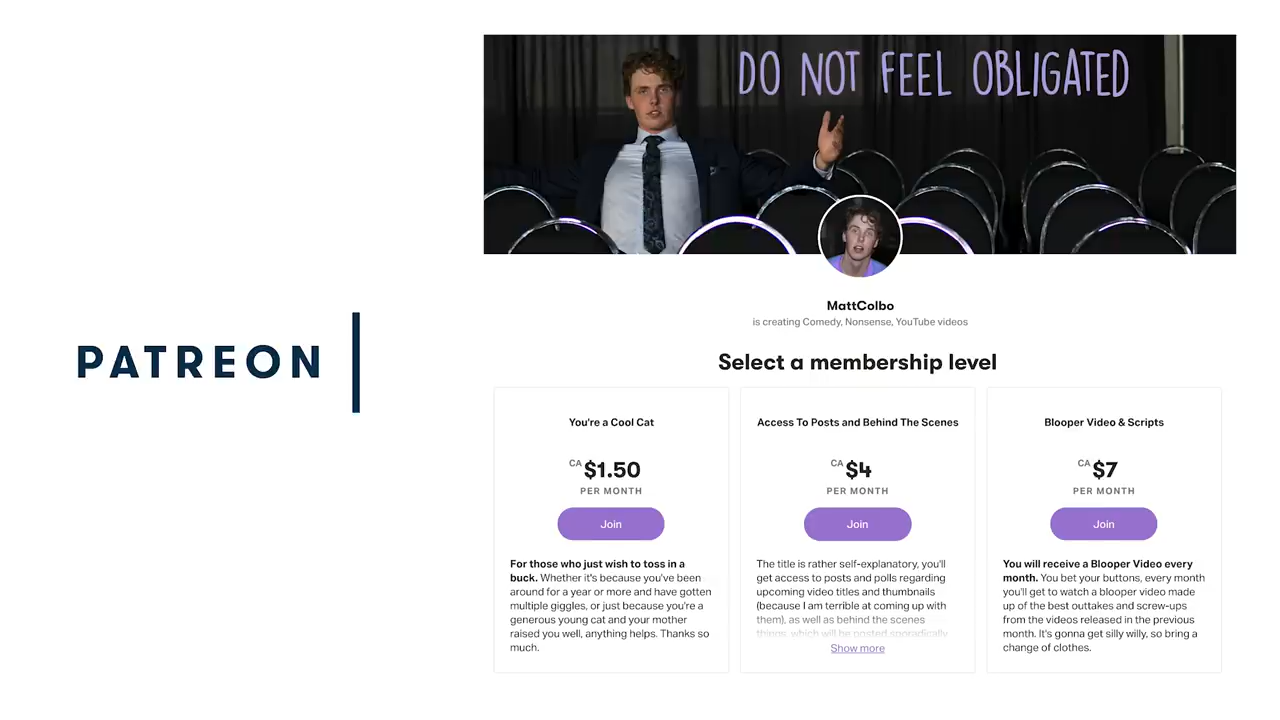 PATREON
DO NOT FEEL OBLIGATED
MattColbo
is creating Comedy, Nonsense, YouTube videos
Select a membership level
You're a Cool Cat
CA $1.50
PER MONTH
Join
For those who just wish to toss in a
buck. Whether it's because you've been
around for a year or more and have gotten
multiple giggles, or just because you're a
generous young cat and your mother
raised you well, anything helps. Thanks so
much.
Access To Posts and Behind The Scenes
CA $4
PER MONTH
Join
The title is rather self-explanatory, you'll
get access to posts and polls regarding
upcoming video titles and thumbnails
(because I am terrible at coming up with
them), as well as behind the scenes
things, which will be posted sporadically
Show more
Blooper Video & Scripts
CA $7
PER MONTH
Join
You will receive a Blooper Video every
month. You bet your buttons, every month
you'll get to watch a blooper video made
up of the best outtakes and screw-ups
from the videos released in the previous
month. It's gonna get silly willy, so bring a
change of clothes.